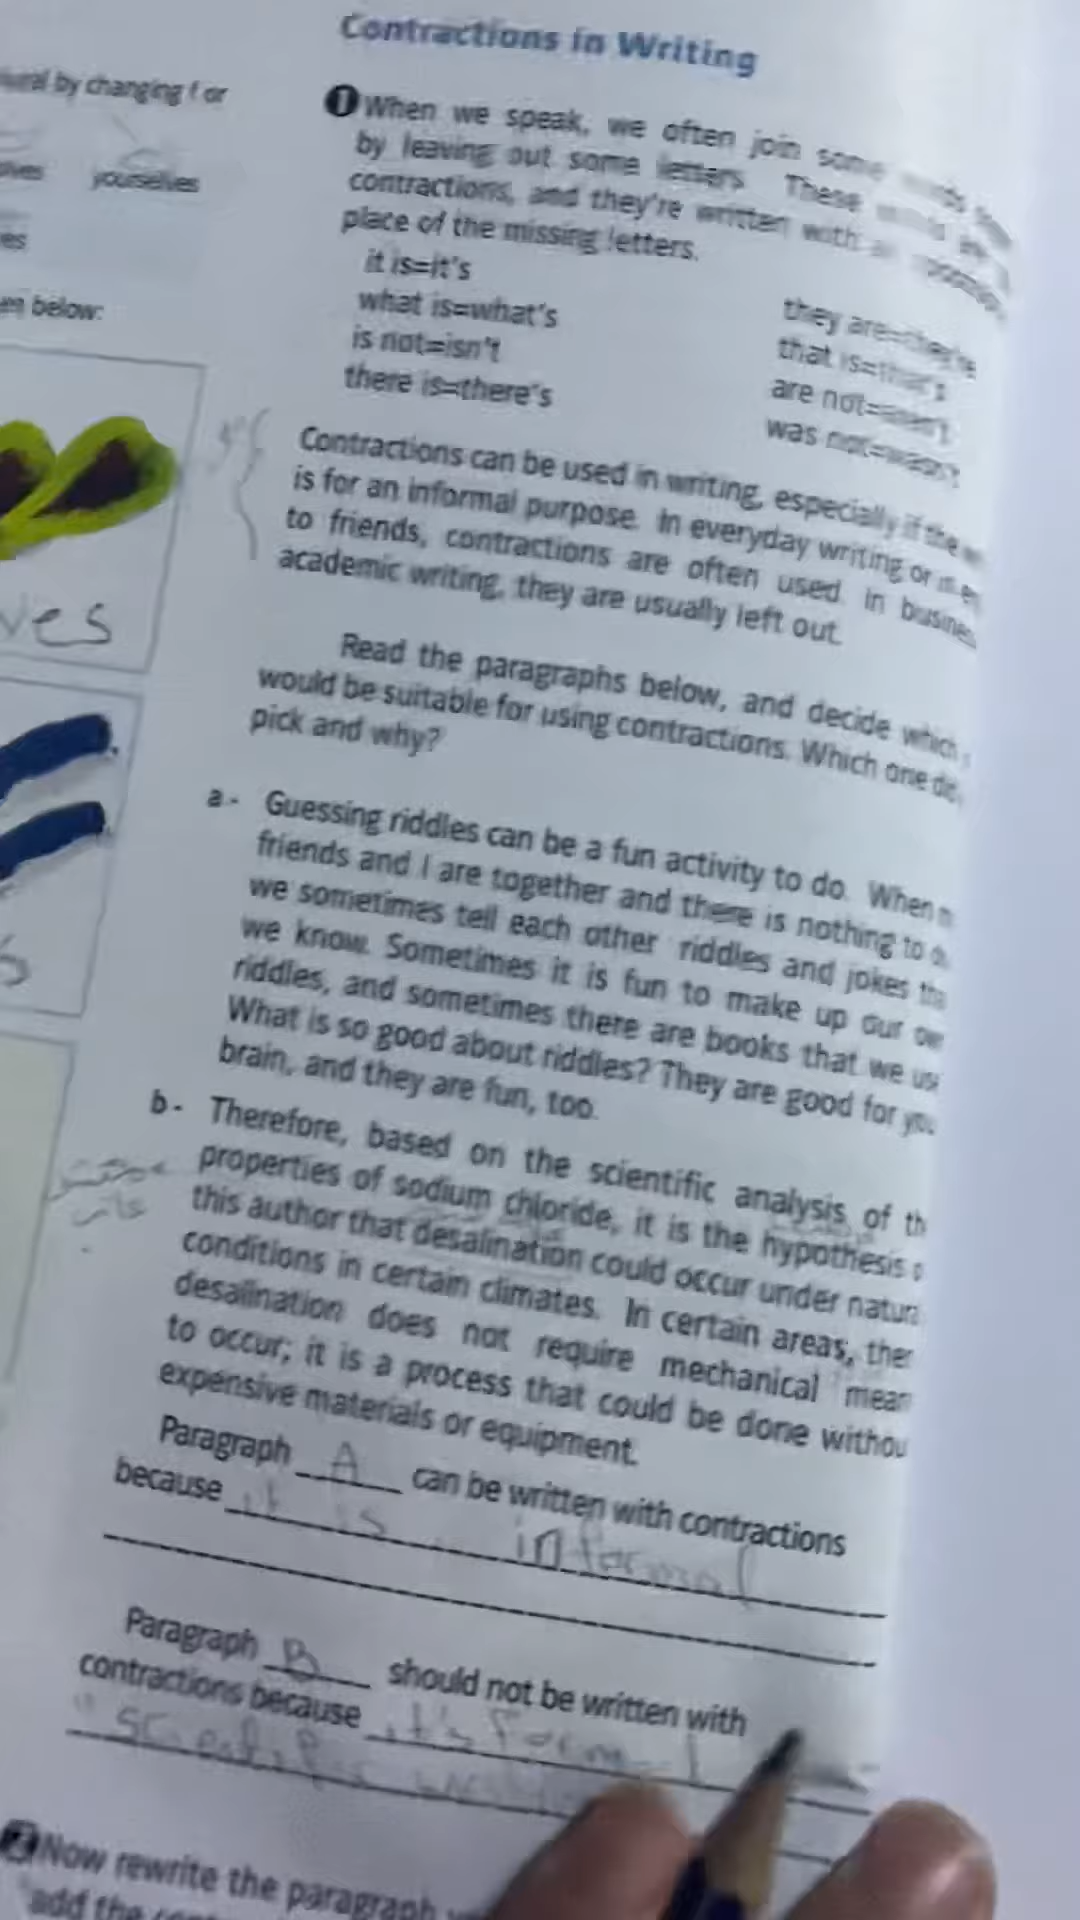 Contractions in Writing
by changing f or
yourselves
below:
ves
1 When we speak, we often join some
by leaving out some letters. These
contractions, and they're written with
place of the missing letters.
it is=it's
what is=what's
is not=isn't
there is=there's
they are=they're
that is=that's
are not=aren't
was not=wasn't
Contractions can be used in writing, especially if the
is for an informal purpose. In everyday writing or
to friends, contractions are often used. In
academic writing, they are usually left out.
Read the paragraphs below, and decide which
would be suitable for using contractions. Which one
pick and why?
a - Guessing riddles can be a fun activity to do. When
friends and I are together and there is nothing to
we sometimes tell each other riddles and jokes
we know. Sometimes it is fun to make up our
riddles, and sometimes there are books that we
What is so good about riddles? They are good for
brain, and they are fun, too.
b - Therefore, based on the scientific analysis of
properties of sodium chloride, it is the hypothesis
this author that desalination could occur under
conditions in certain climates. In certain areas,
desalination does not require mechanical
to occur; it is a process that could be done
expensive materials or equipment.
Paragraph A can be written with contractions
because it is informal
Paragraph B should not be written with
contractions because it's formal
2 Now rewrite the paragraph
add the